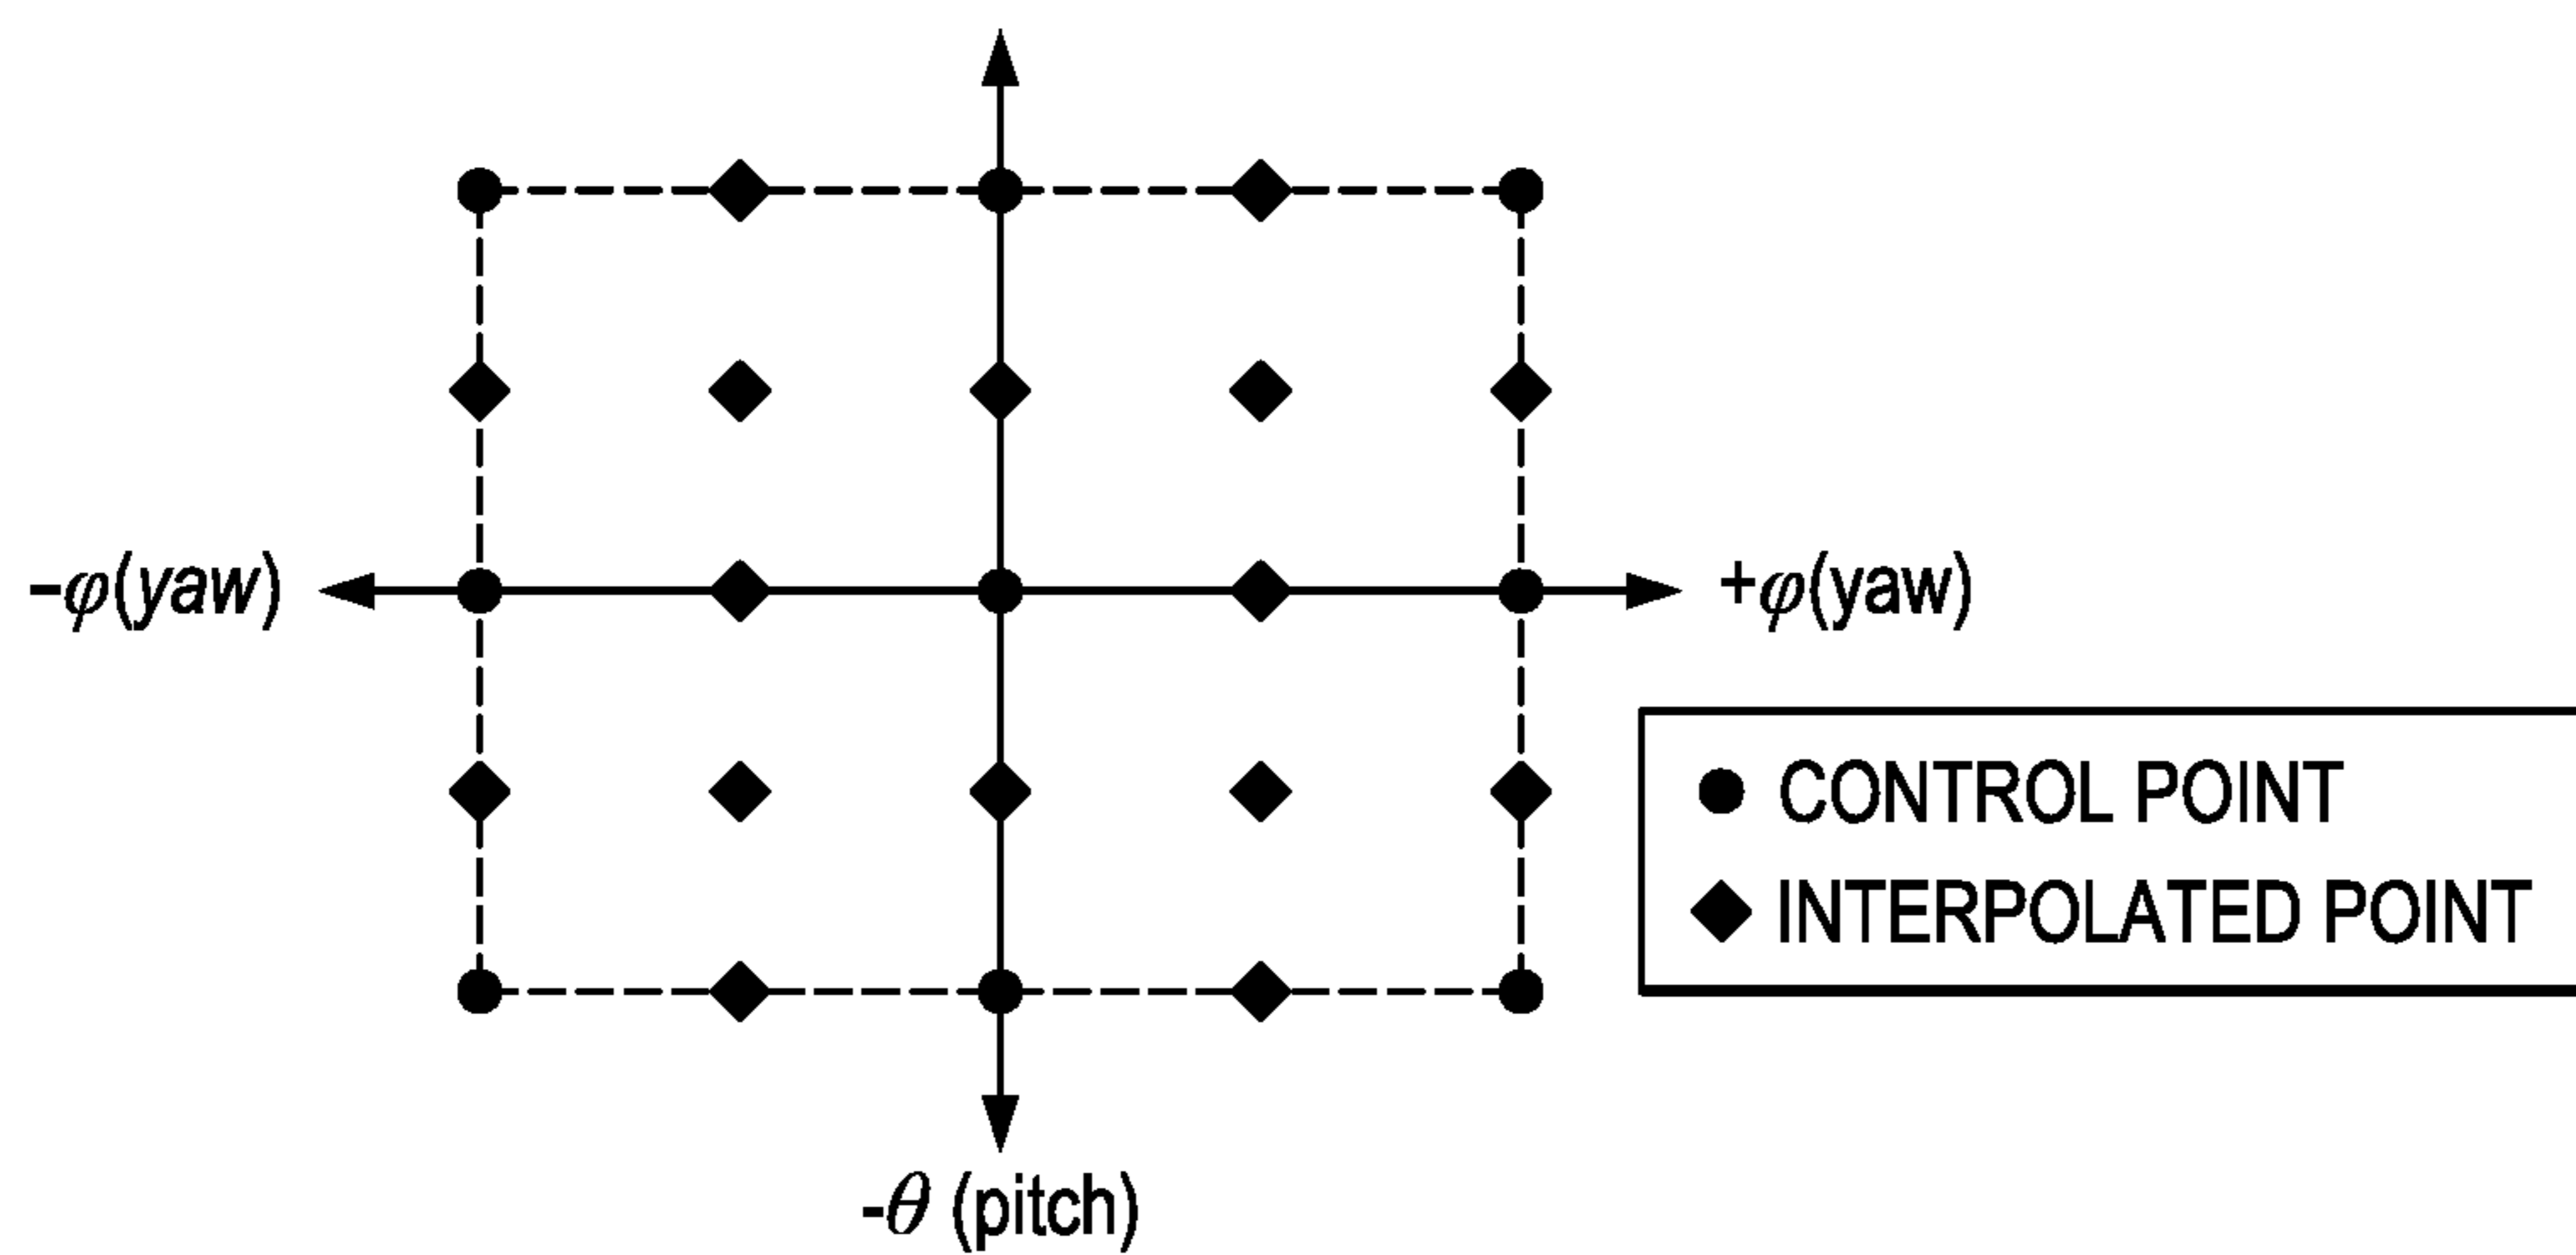 -φ(yaw)
+φ(yaw)
CONTROL POINT
INTERPOLATED POINT
-θ (pitch)